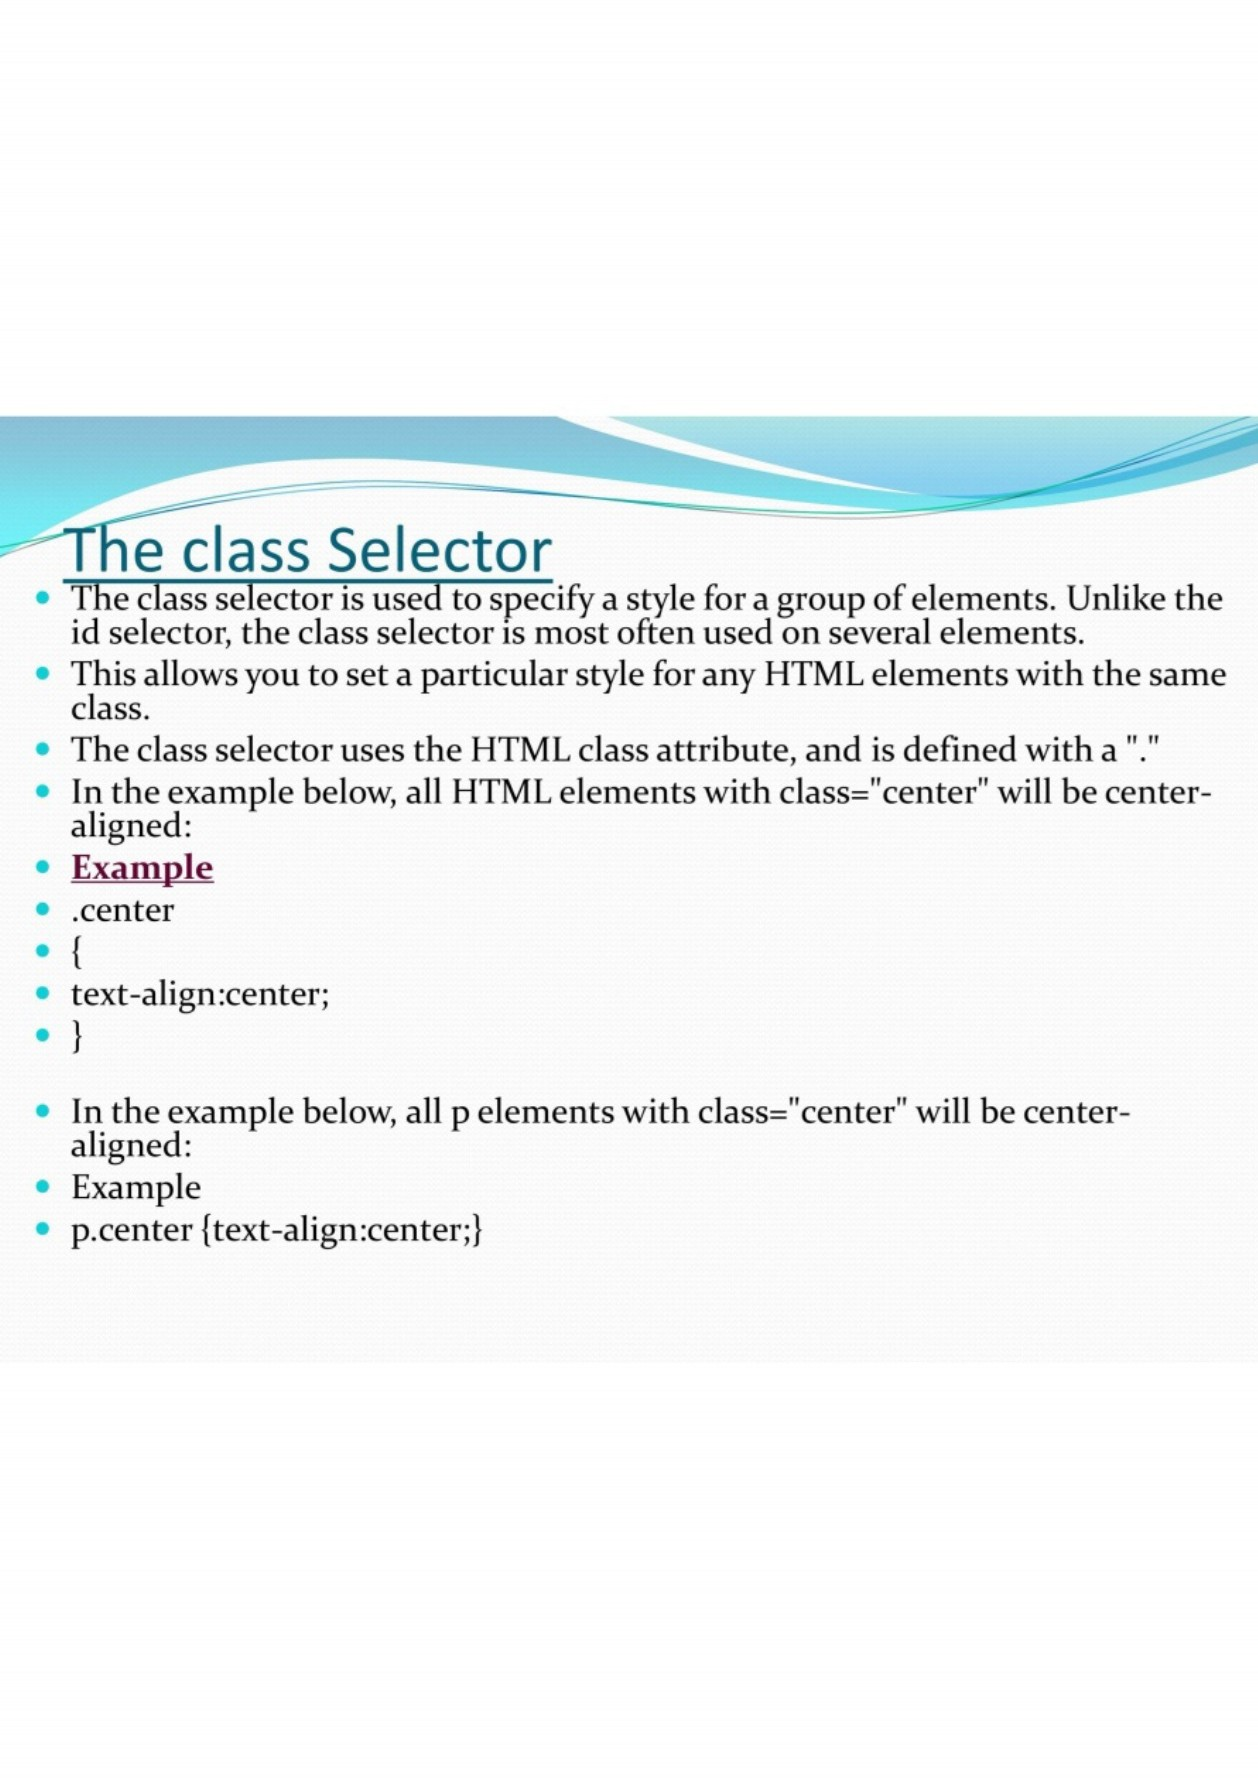 The class Selector
• The class selector is used to specify a style for a group of elements. Unlike the
id selector, the class selector is most often used on several elements.
• This allows you to set a particular style for any HTML elements with the same
class.
• The class selector uses the HTML class attribute, and is defined with a "."
• In the example below, all HTML elements with class="center" will be center-
aligned:
• Example
• .center
• {
• text-align:center;
• }
• In the example below, all p elements with class="center" will be center-
aligned:
• Example
• p.center {text-align:center;}